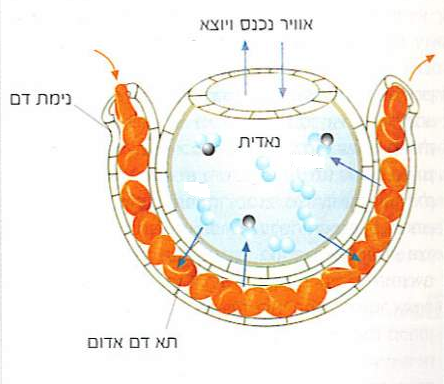 אוויר נכנס ויוצא
נימת דם
נאדית
תא דם אדום